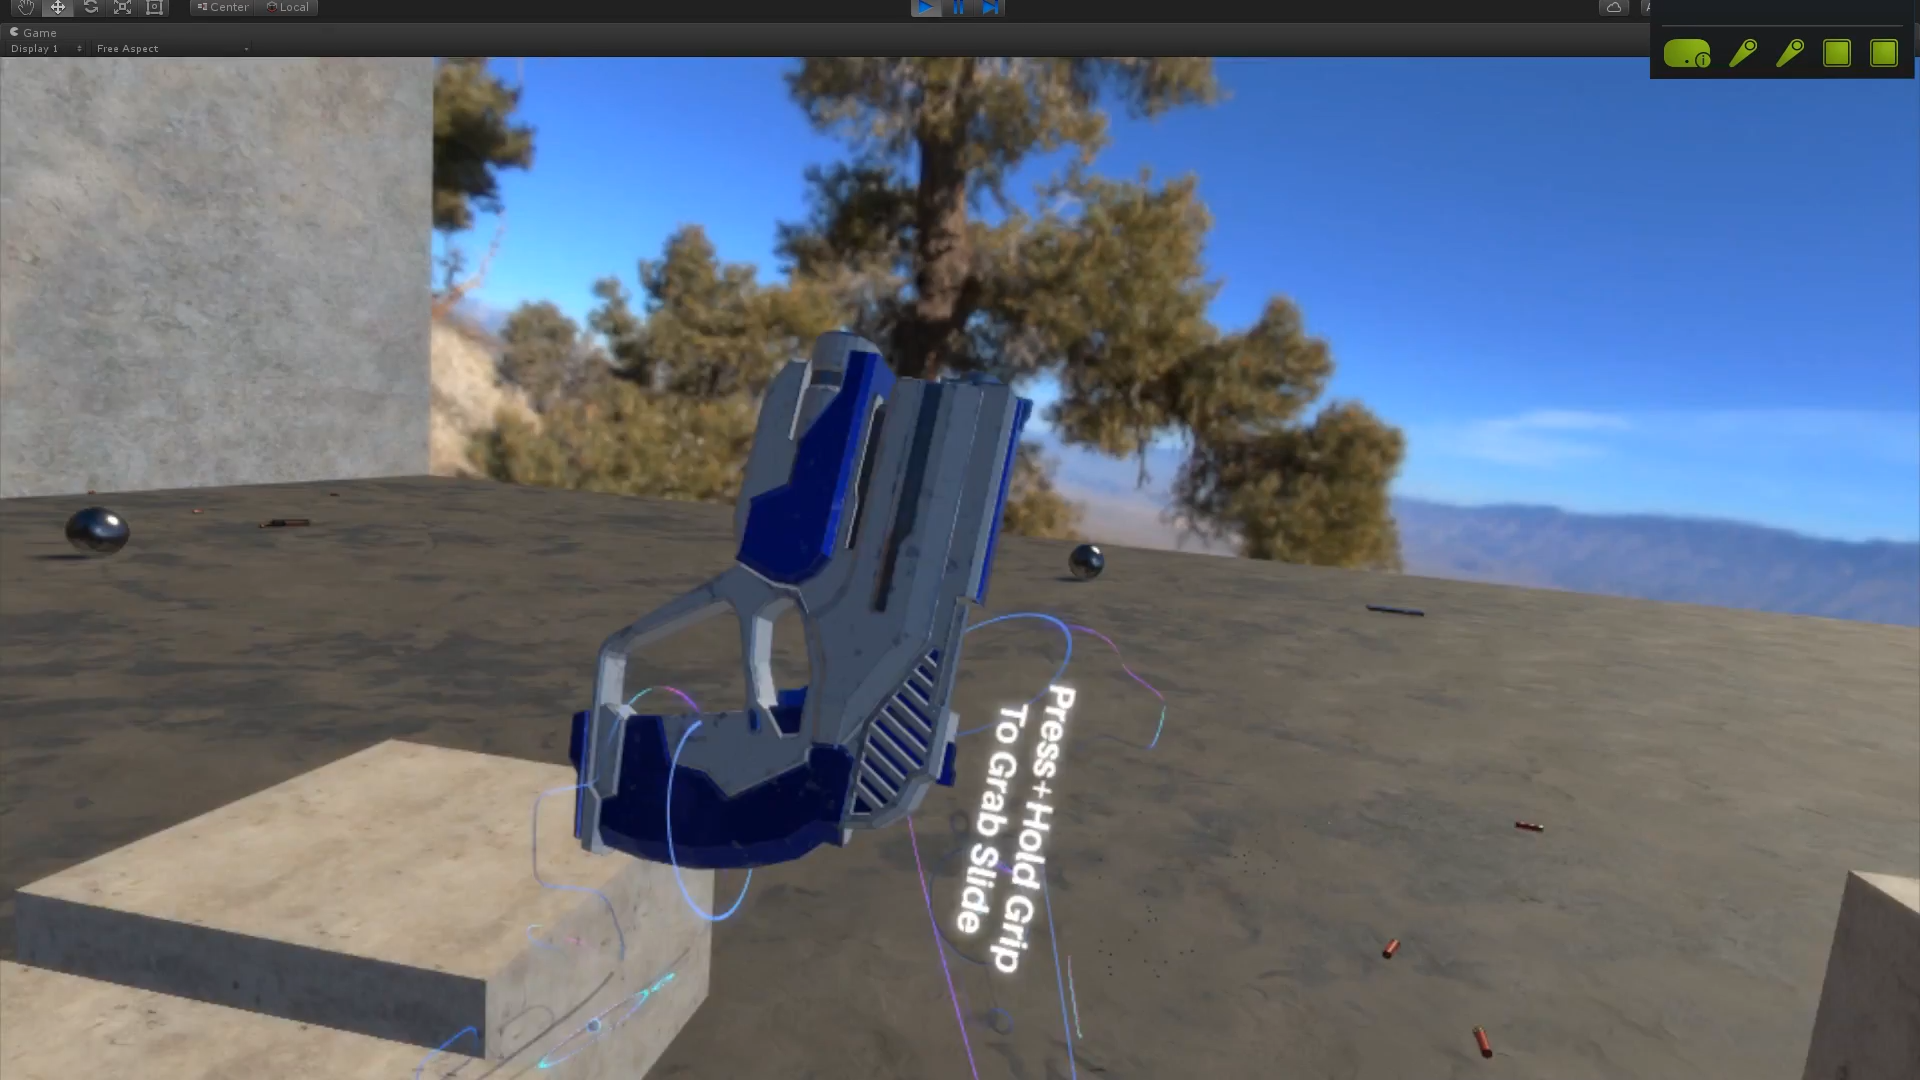 Center
Local
Game
Display 1
Free Aspect
Press+Hold Grip
To Grab Slide